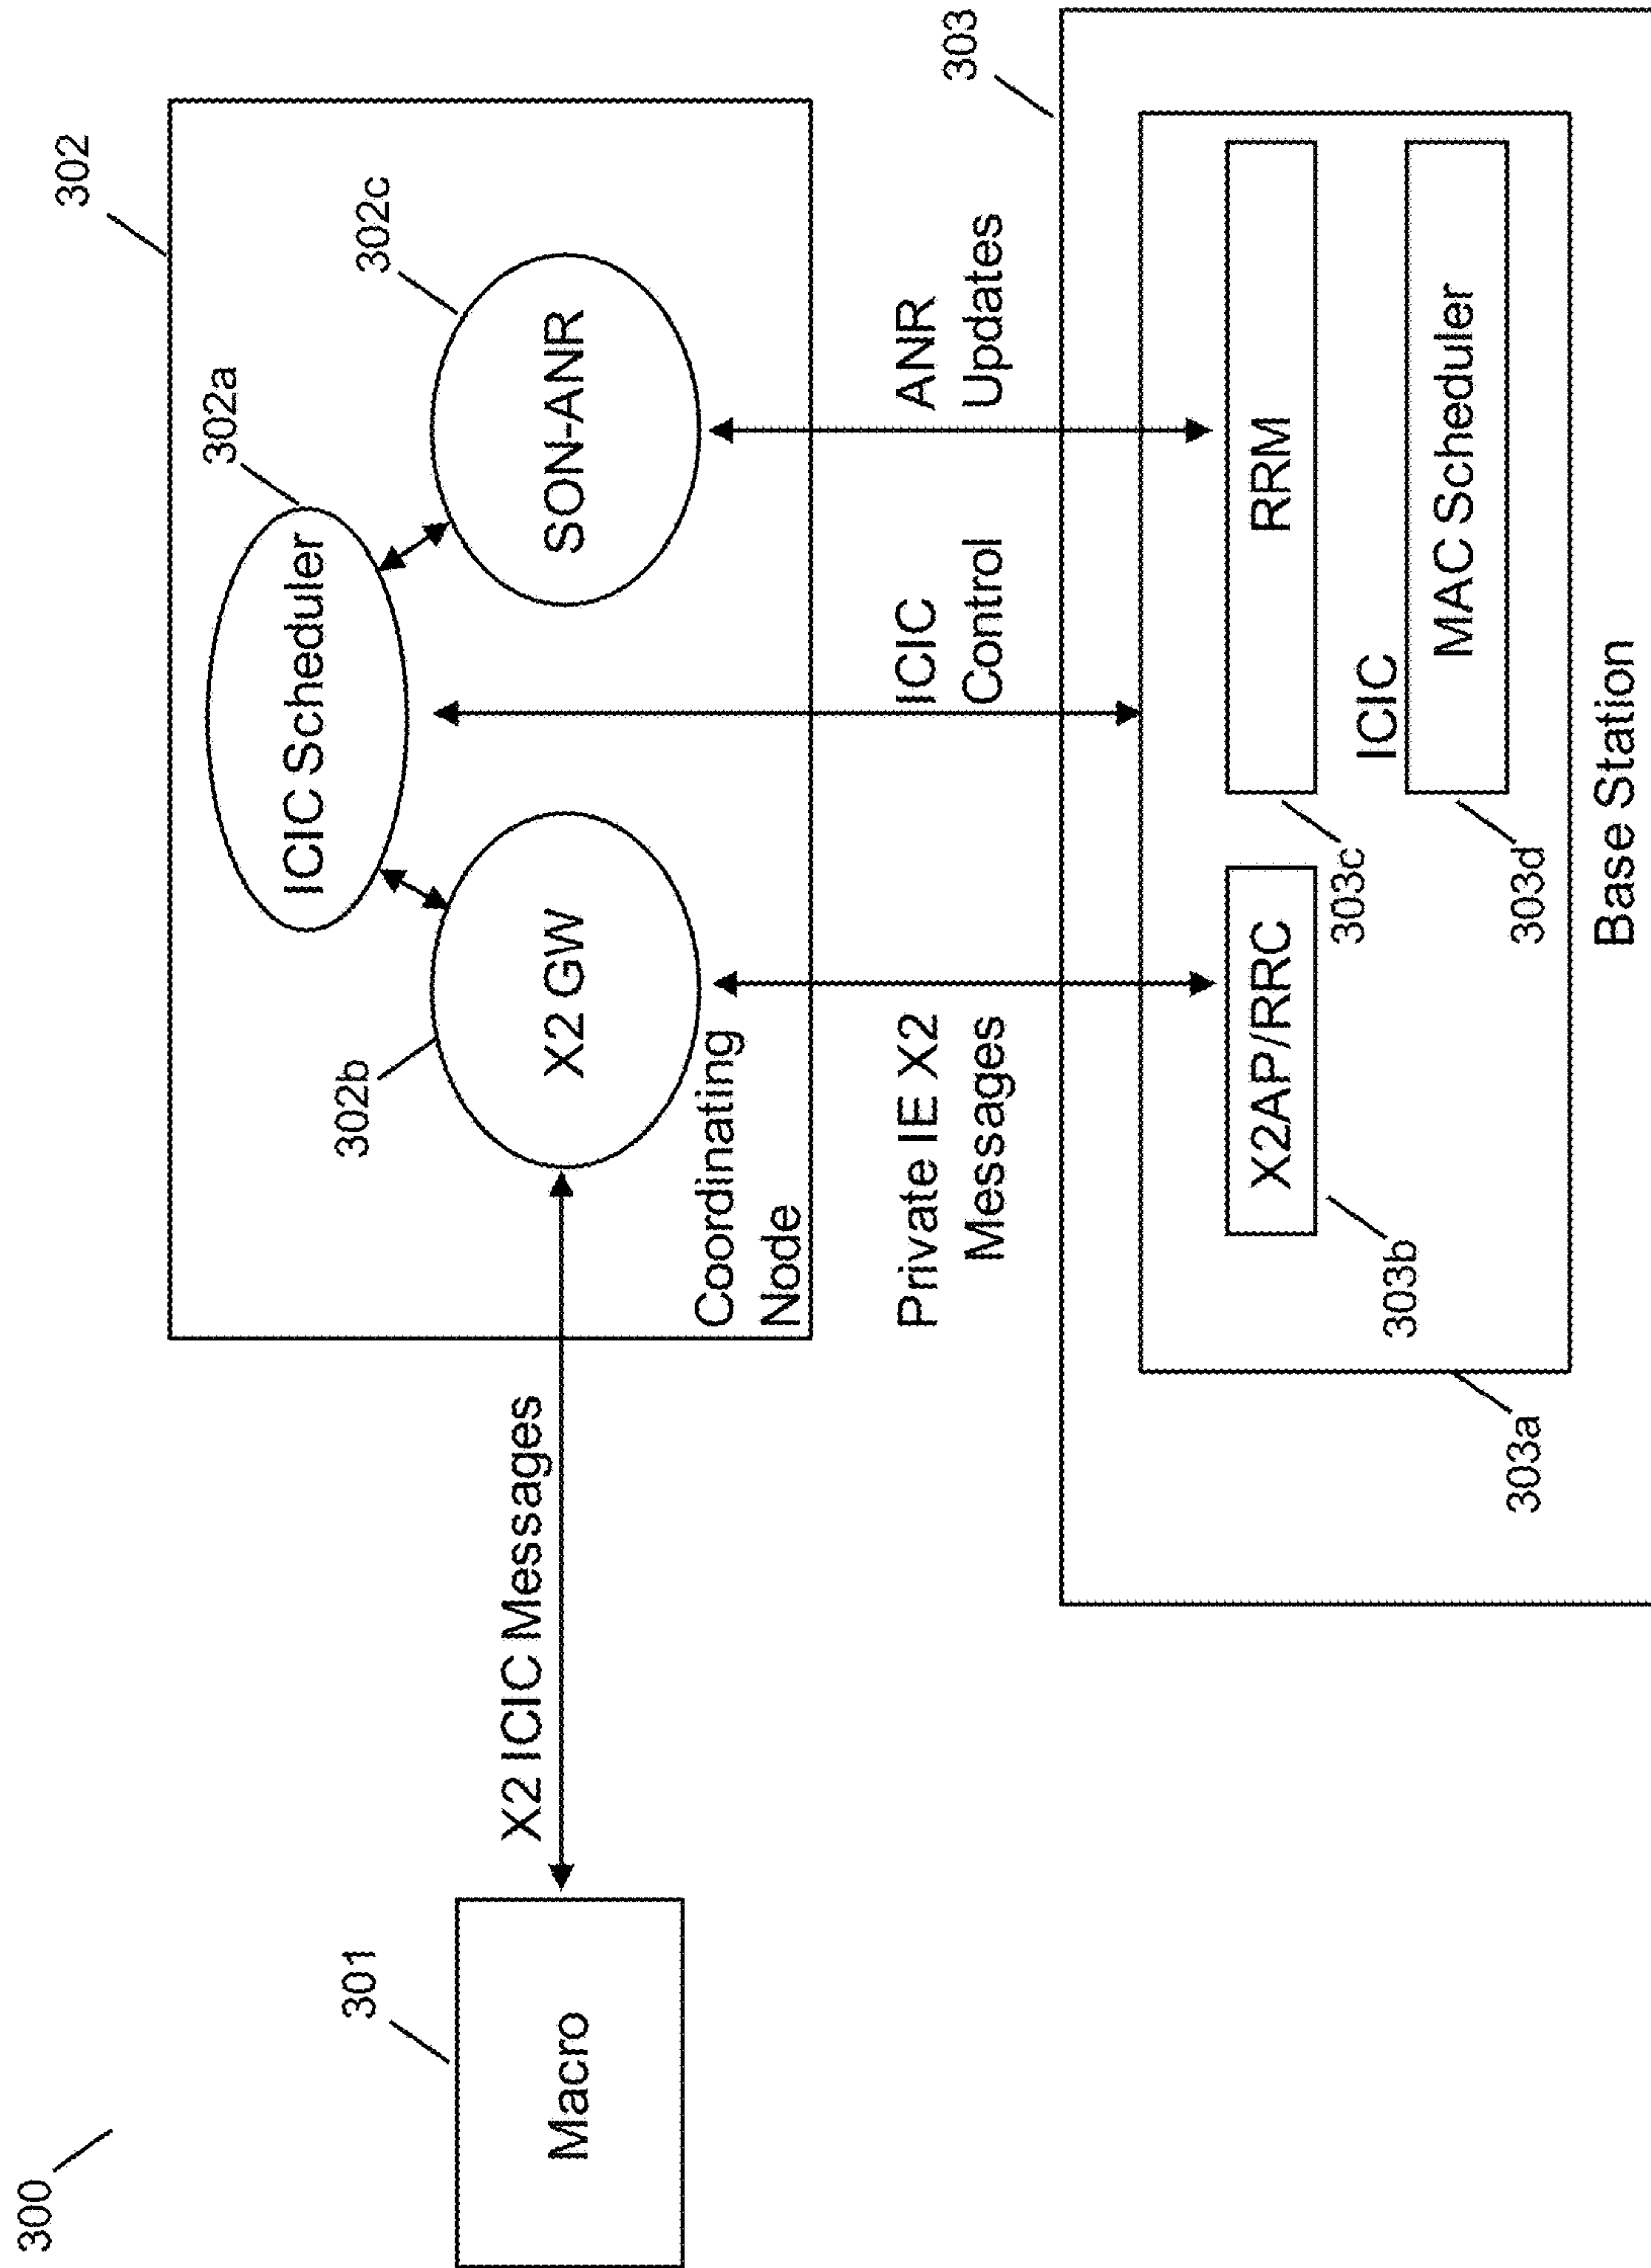 300
302
302a
ICIC Scheduler
302b
302c
X2 GW
SON-ANR
301
Macro
X2 ICIC Messages
Coordinating
Node
Private IE X2
Messages
ICIC
Control
ANR
Updates
303
X2AP/RRC
RRM
303b
303c
ICIC
MAC Scheduler
303a
303d
Base Station